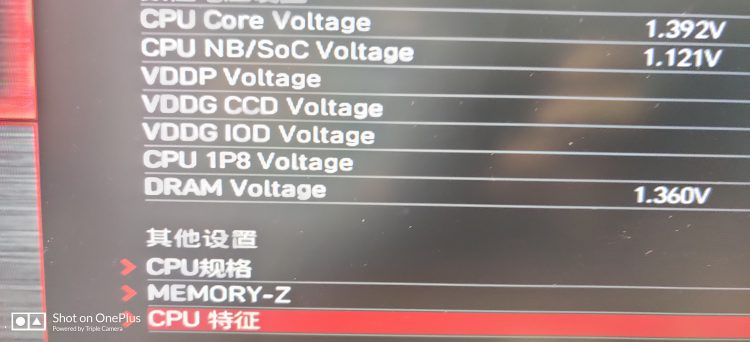 CPU Core Voltage 1.392V
CPU NB/SoC Voltage 1.121V
VDDP Voltage
VDDG CCD Voltage
VDDG IOD Voltage
CPU 1P8 Voltage
DRAM Voltage 1.360V
其他设置
> CPU规格
> MEMORY-Z
> CPU 特征
Shot on OnePlus
Powered by Triple Camera